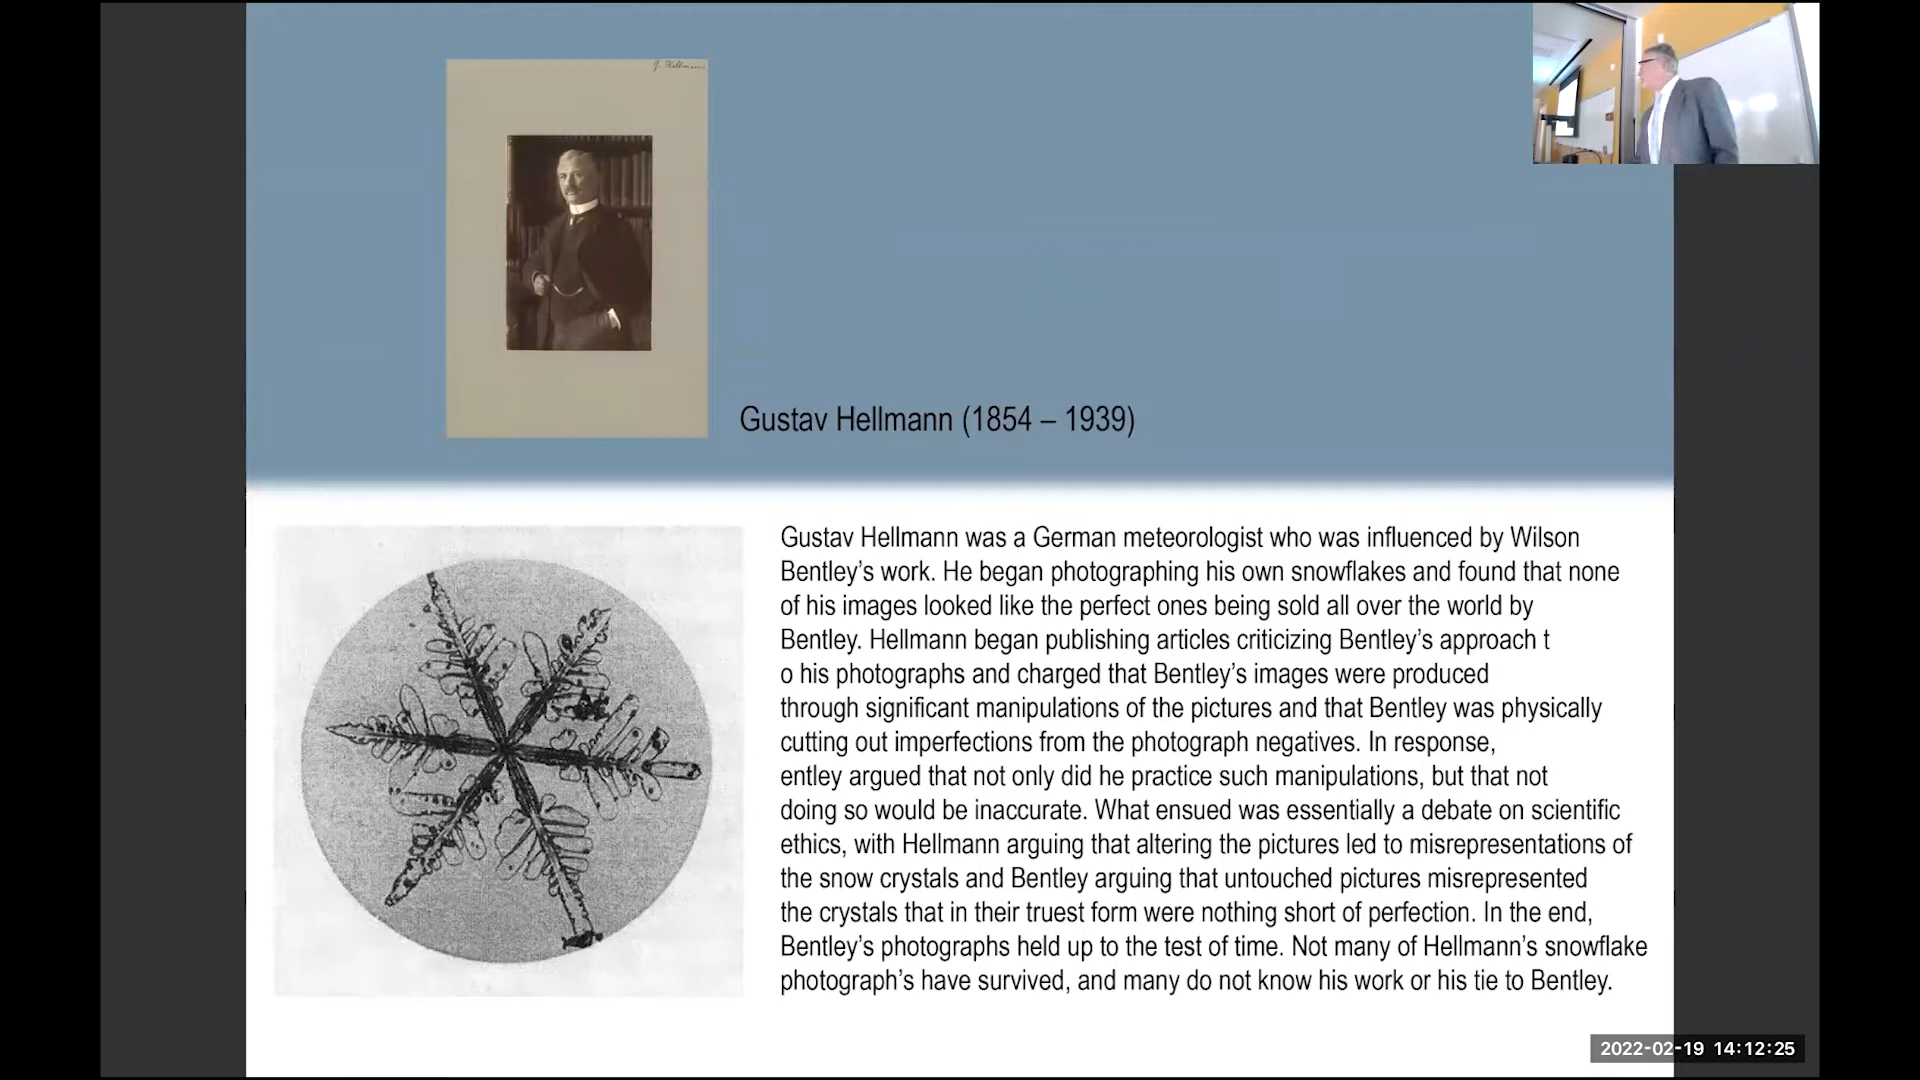 G. Hellmann
Gustav Hellmann (1854 – 1939)
Gustav Hellmann was a German meteorologist who was influenced by Wilson
Bentley’s work. He began photographing his own snowflakes and found that none
of his images looked like the perfect ones being sold all over the world by
Bentley. Hellmann began publishing articles criticizing Bentley’s approach t
o his photographs and charged that Bentley’s images were produced
through significant manipulations of the pictures and that Bentley was physically
cutting out imperfections from the photograph negatives. In response,
entley argued that not only did he practice such manipulations, but that not
doing so would be inaccurate. What ensued was essentially a debate on scientific
ethics, with Hellmann arguing that altering the pictures led to misrepresentations of
the snow crystals and Bentley arguing that untouched pictures misrepresented
the crystals that in their truest form were nothing short of perfection. In the end,
Bentley’s photographs held up to the test of time. Not many of Hellmann’s snowflake
photograph’s have survived, and many do not know his work or his tie to Bentley.
2022-02-19 14:12:25